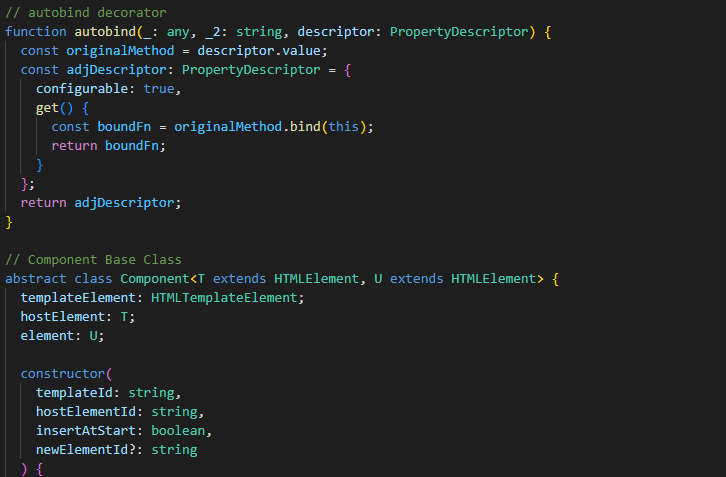 // autobind decorator
function autobind(_: any, _2: string, descriptor: PropertyDescriptor) {
  const originalMethod = descriptor.value;
  const adjDescriptor: PropertyDescriptor = {
    configurable: true,
    get() {
      const boundFn = originalMethod.bind(this);
      return boundFn;
    }
  };
  return adjDescriptor;
}

// Component Base Class
abstract class Component<T extends HTMLElement, U extends HTMLElement> {
  templateElement: HTMLTemplateElement;
  hostElement: T;
  element: U;

  constructor(
    templateId: string,
    hostElementId: string,
    insertAtStart: boolean,
    newElementId?: string
  ) {